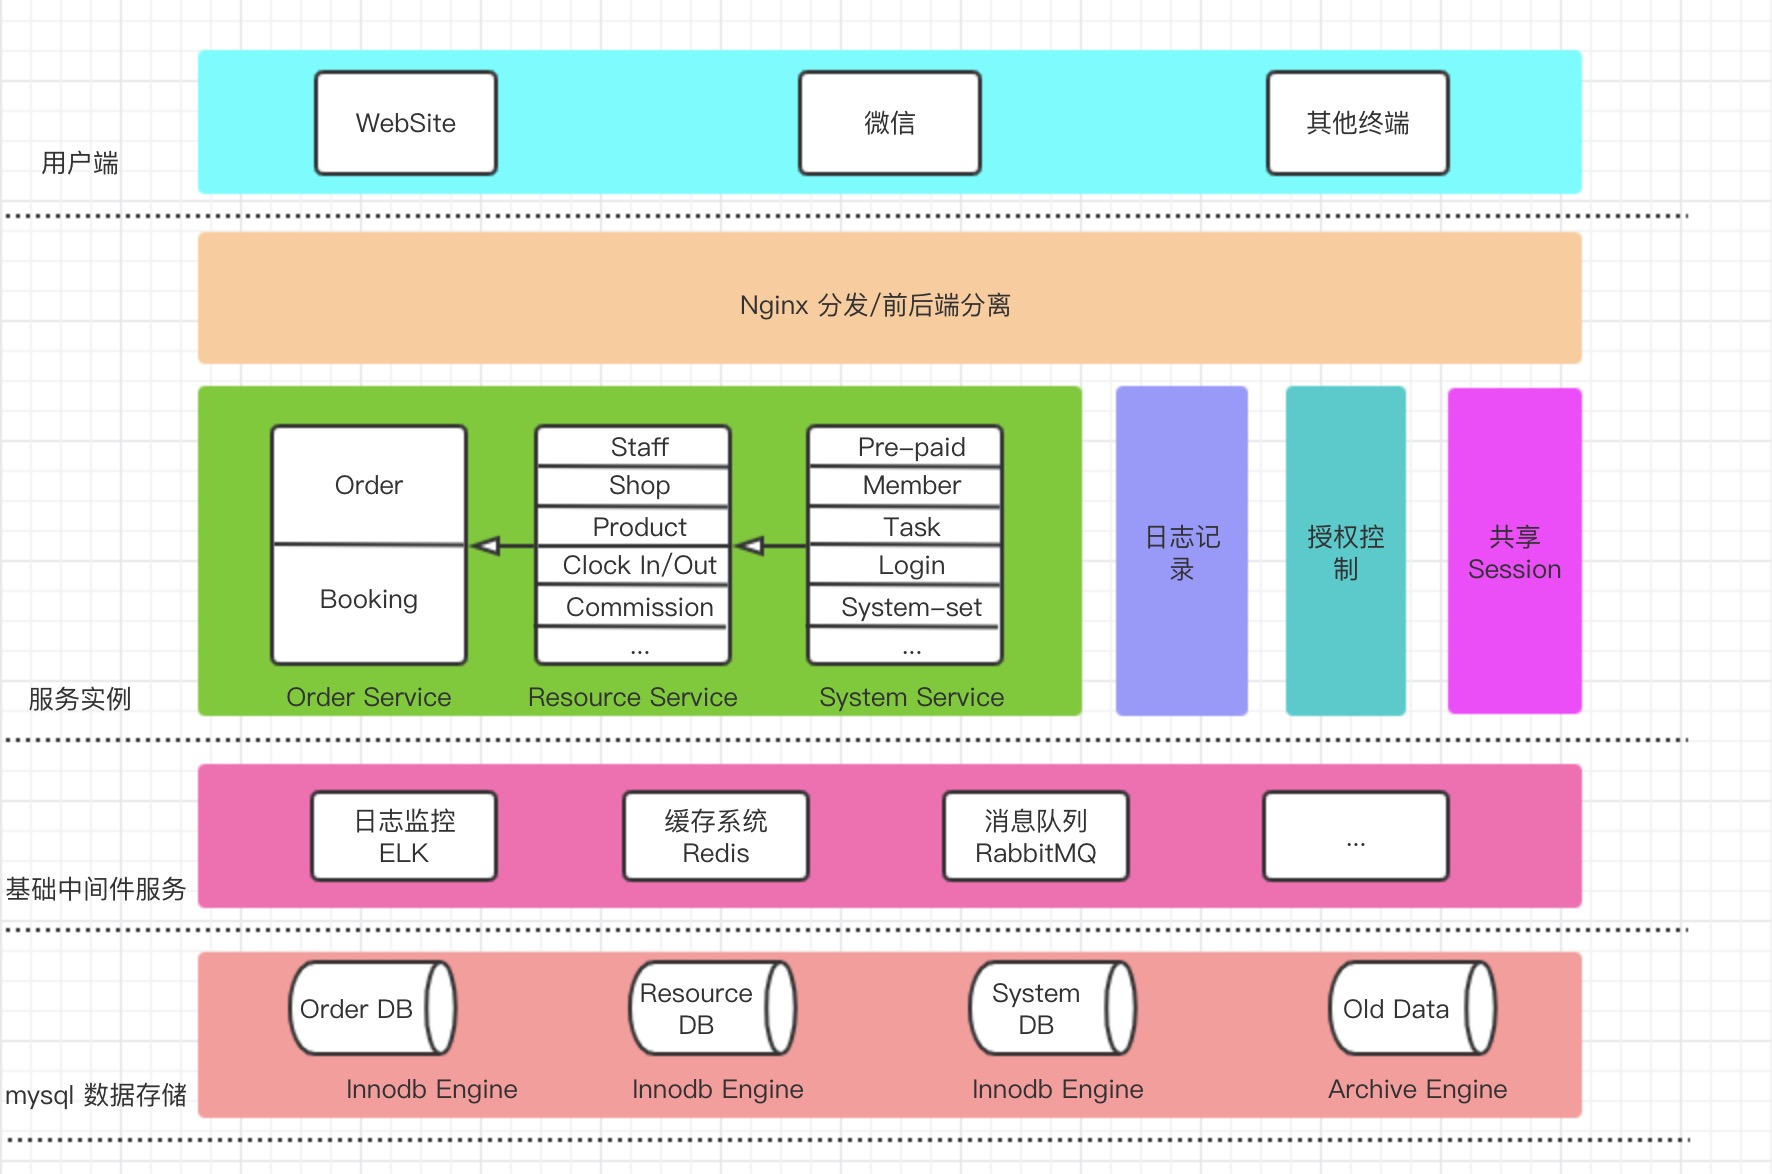 WebSite
微信
其他终端
用户端
Nginx 分发/前后端分离
Order
Booking
Order Service
Staff
Shop
Product
Clock In/Out
Commission
...
Resource Service
Pre-paid
Member
Task
Login
System-set
...
System Service
日志记
录
授权控
制
共享
Session
服务实例
日志监控
ELK
缓存系统
Redis
消息队列
RabbitMQ
...
基础中间件服务
Order DB
Resource
DB
System
DB
Old Data
Innodb Engine
Innodb Engine
Innodb Engine
Archive Engine
mysql 数据存储